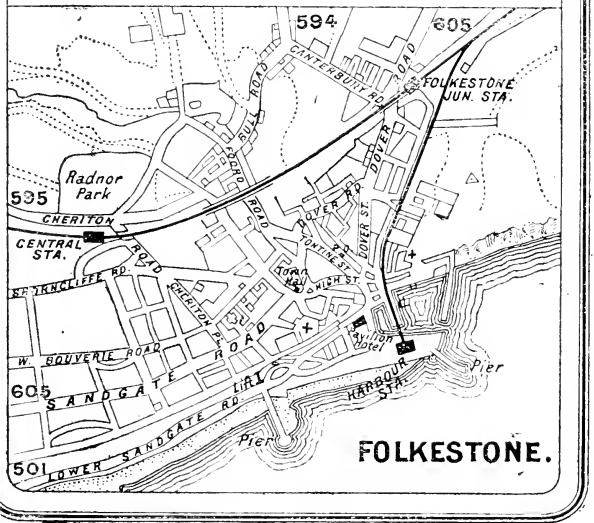 594
605
CANTERBURY RD
ROAD
BULL ROAD
FOLKESTONE
JUN. STA.
DOVER
Radnor
Park
595
FOORD
ROAD
CHERITON
ROAD
CENTRAL
STA.
DOVER RD.
DOVER ST.
TONTINE ST.
Town
Hall
HIGH ST.
CHERITON PL.
W. BOUVERIE ROAD
SANDGATE ROAD
LIFT
Pavilion
Hotel
HARBOUR
STA.
Pier
605
Pier
LOWER SANDGATE RD
501
FOLKESTONE.